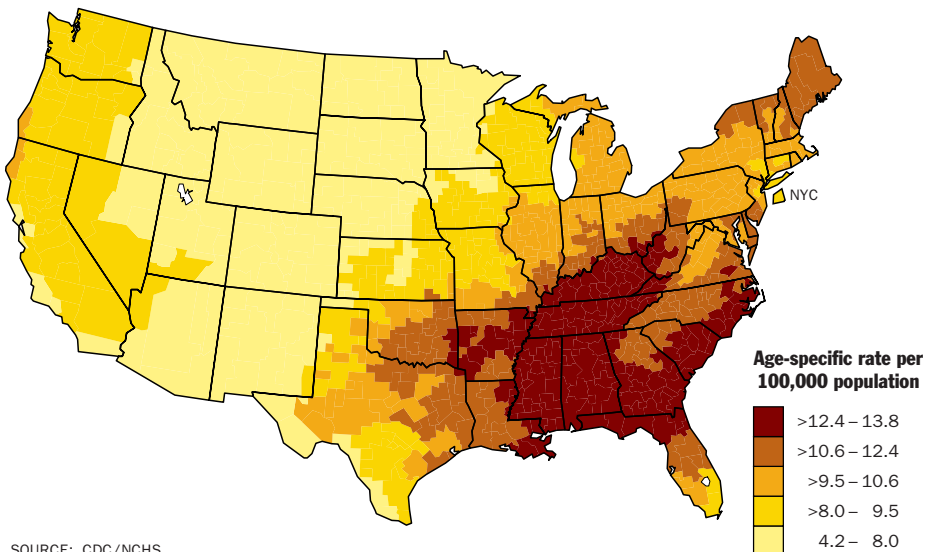 NYC
Age-specific rate per
100,000 population
>12.4 – 13.8
>10.6 – 12.4
>9.5 – 10.6
>8.0 – 9.5
4.2 – 8.0
SOURCE: CDC/NCHS